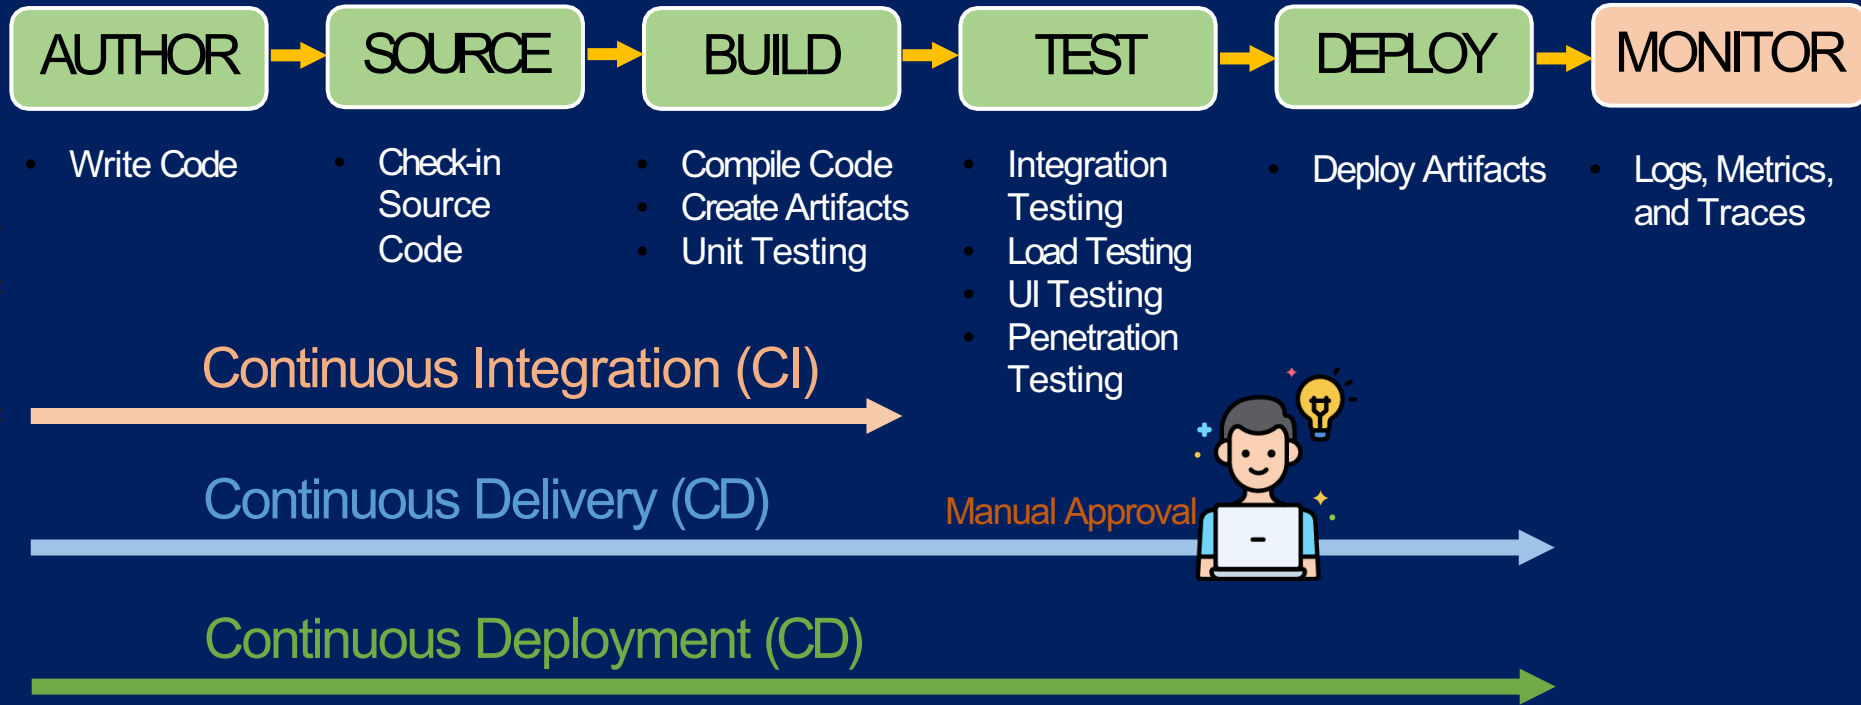 AUTHOR
SOURCE
BUILD
TEST
DEPLOY
MONITOR
• Write Code
• Check-in
Source
Code
• Compile Code
• Create Artifacts
• Unit Testing
• Integration
Testing
• Load Testing
• UI Testing
• Penetration
Testing
• Deploy Artifacts
• Logs, Metrics,
and Traces
Continuous Integration (CI)
Continuous Delivery (CD)
Manual Approval
Continuous Deployment (CD)